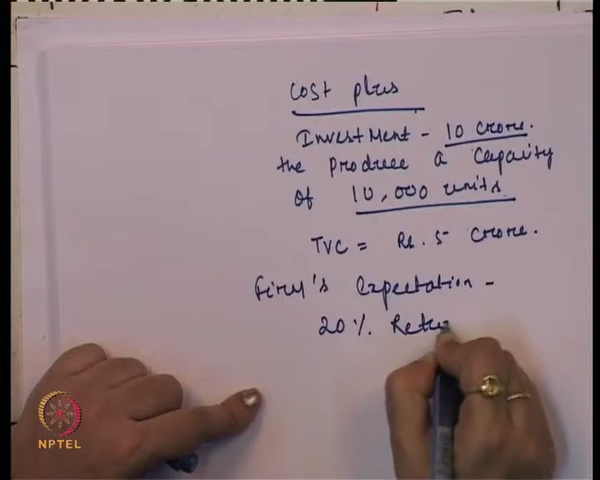 Cost plus
Investment - 10 crore.
the produce a capacity
of 10,000 units
TVC = Rs. 5 crore.
Firm's Expectation -
20% Retu
NPTEL